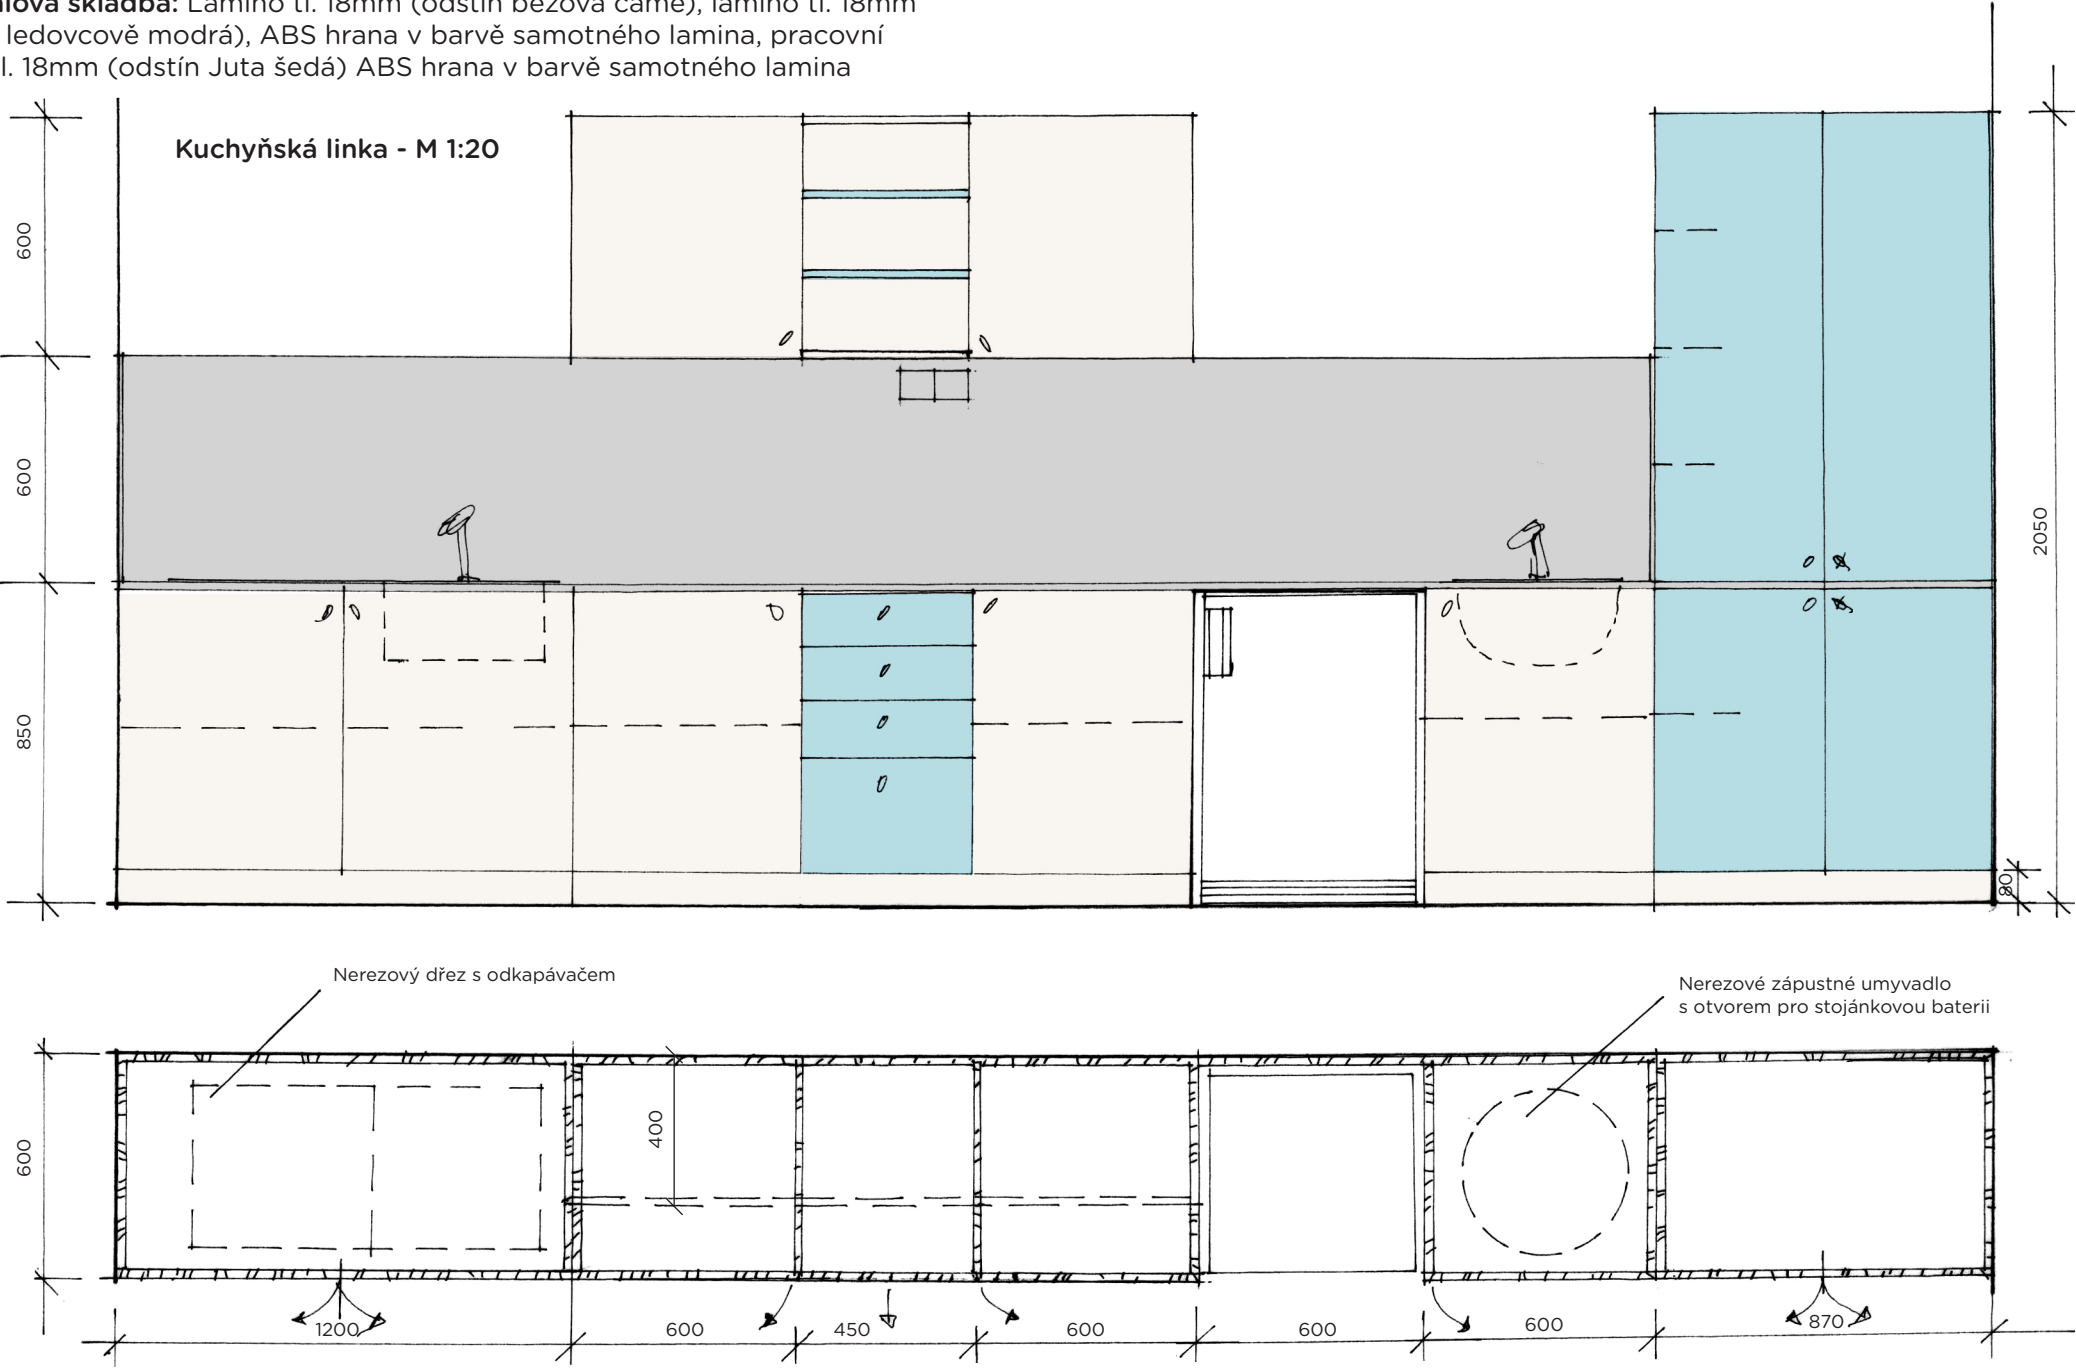 lová skladba: Lamino tl. 18mm (odstín béžová camé), lamino tl. 18mm
ledovcově modrá), ABS hrana v barvě samotného lamina, pracovní
l. 18mm (odstín Juta šedá) ABS hrana v barvě samotného lamina
Kuchyňská linka - M 1:20
600
600
850
2050
80
Nerezový dřez s odkapávačem
Nerezové zápustné umyvadlo
s otvorem pro stojánkovou baterii
600
400
1200
600
450
600
600
600
870